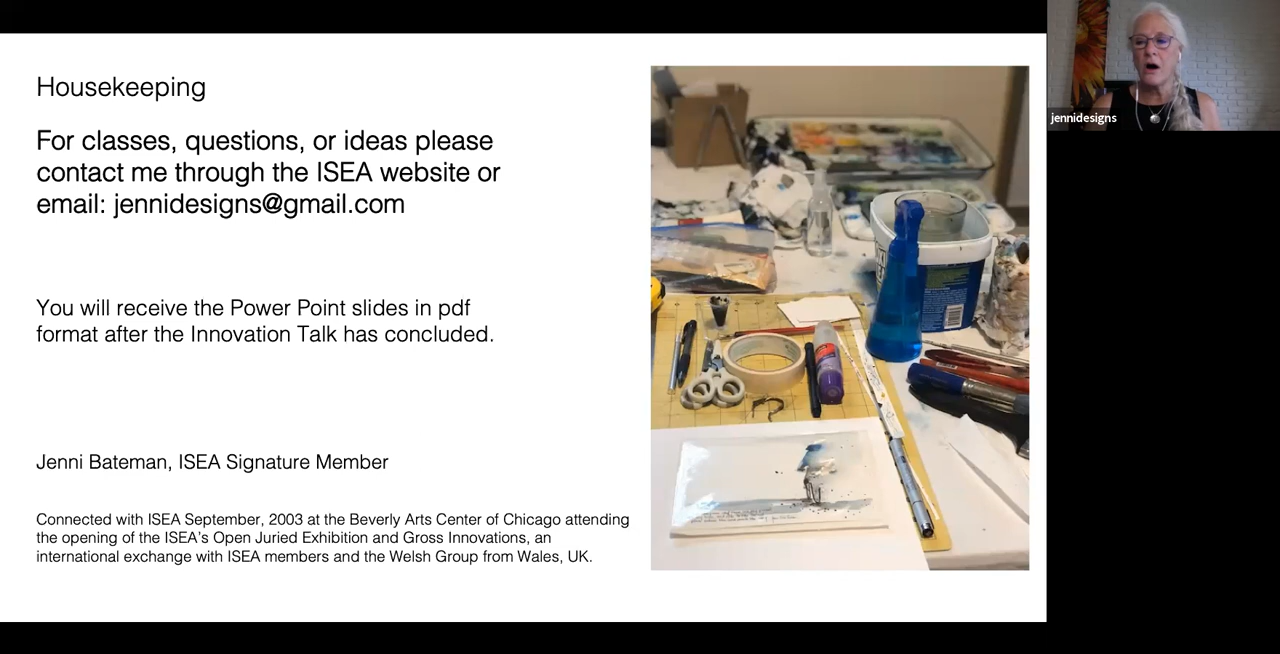 Housekeeping
For classes, questions, or ideas please
contact me through the ISEA website or
email: jennidesigns@gmail.com
You will receive the Power Point slides in pdf
format after the Innovation Talk has concluded.
Jenni Bateman, ISEA Signature Member
Connected with ISEA September, 2003 at the Beverly Arts Center of Chicago attending
the opening of the ISEA's Open Juried Exhibition and Gross Innovations, an
international exchange with ISEA members and the Welsh Group from Wales, UK.
jennidesigns